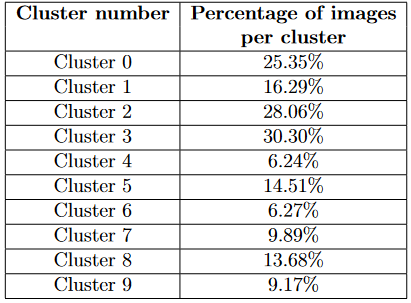 Cluster number Percentage of images
per cluster
Cluster 0 25.35%
Cluster 1 16.29%
Cluster 2 28.06%
Cluster 3 30.30%
Cluster 4 6.24%
Cluster 5 14.51%
Cluster 6 6.27%
Cluster 7 9.89%
Cluster 8 13.68%
Cluster 9 9.17%